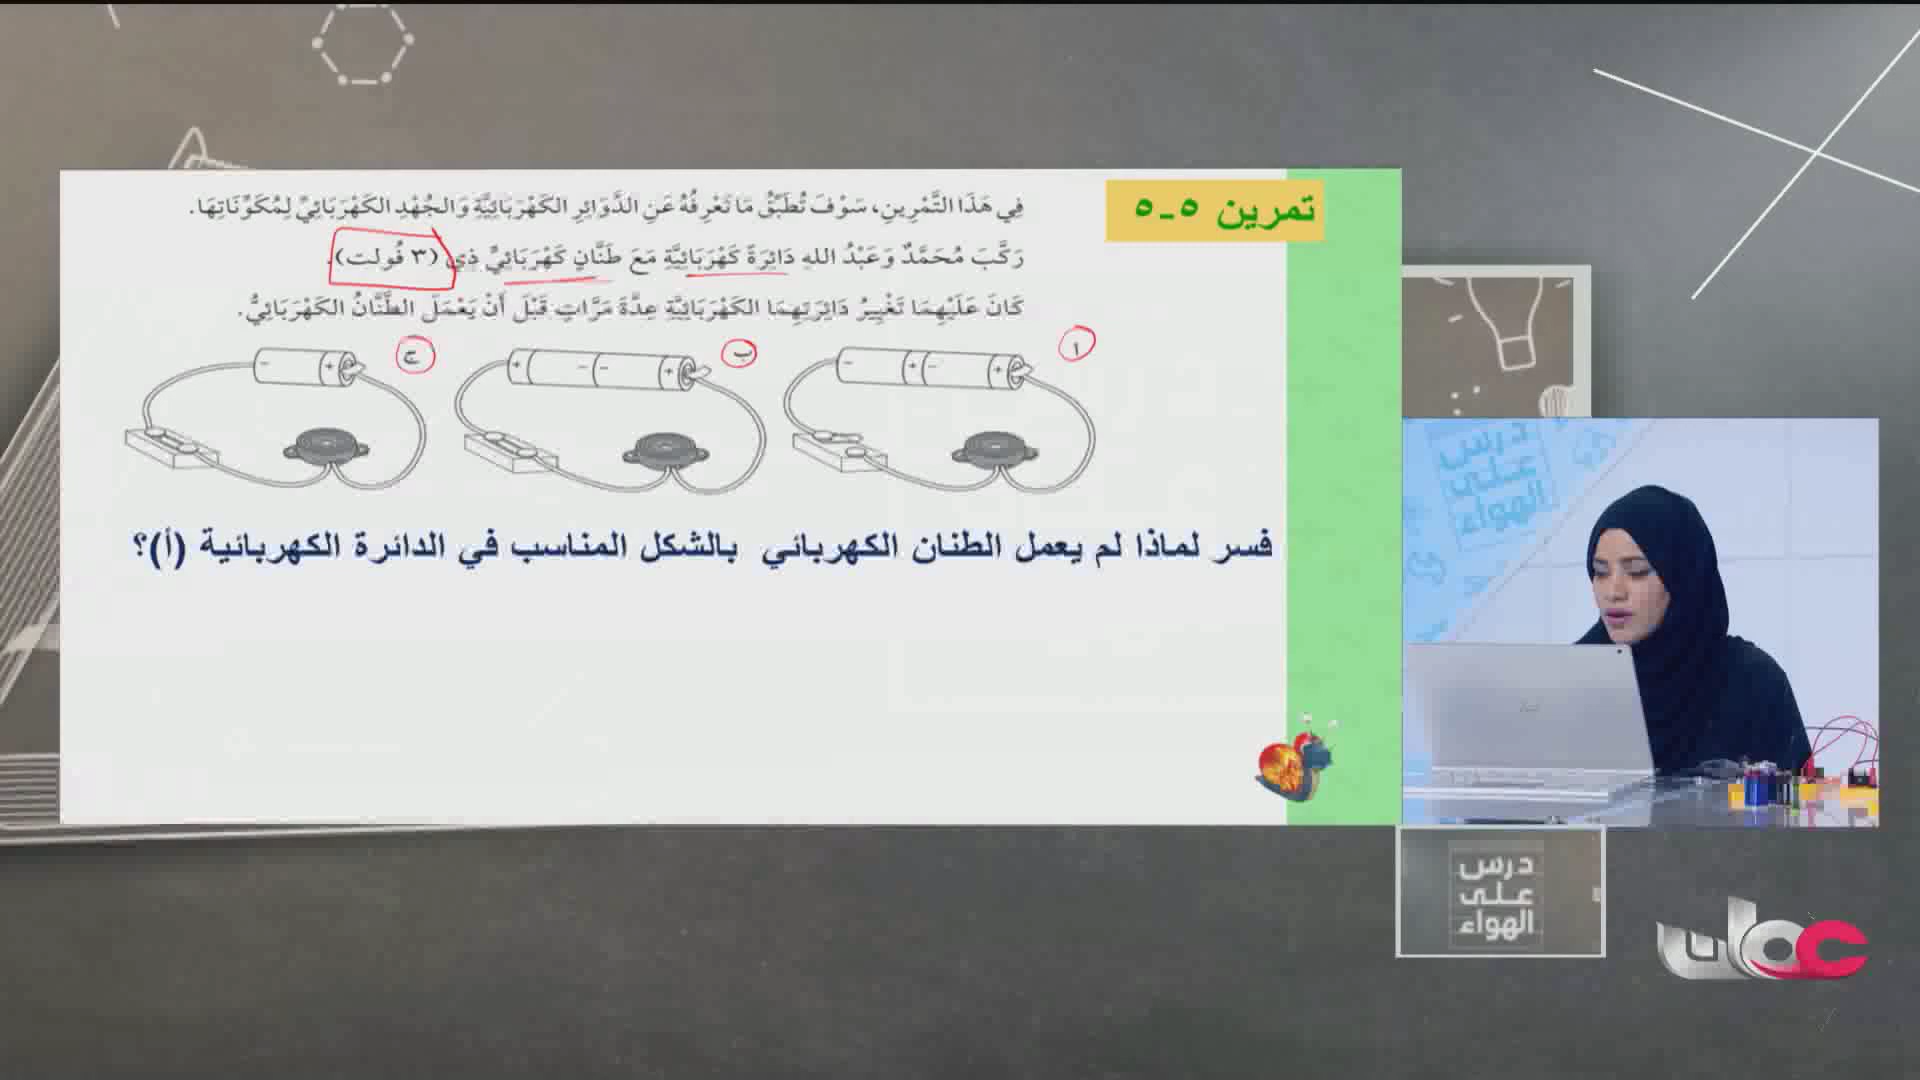 تمرين ٥-٥
فِي هَذَا التَّمْرِينِ، سَوْفَ تُطَبِّقُ مَا تَعْرِفُهُ عَنِ الدَّوَائِرِ الكَهْرَبَائِيَّةِ وَالجُهْدِ الكَهْرَبَائِيِّ لِمُكَوِّنَاتِهَا.
رَكَّبَ مُحَمَّدٌ وَعَبْدُ اللهِ دَائِرَةً كَهْرَبَائِيَّةِ مَعَ طَنَّانٍ كَهْرَبَائِيٍّ ذِي (٣ فُولت).
كَانَ عَلَيْهِمَا تَغْيِيرُ دَائِرَتِهِمَا الكَهْرَبَائِيَّةِ عِدَّةَ مَرَّاتٍ قَبْلَ أَنْ يَعْمَلَ الطَّنَّانُ الكَهْرَبَائِيُّ.
أ
ب
ج
- + - +
+ - - +
- +
فسر لماذا لم يعمل الطنان الكهربائي بالشكل المناسب في الدائرة الكهربائية (أ)؟
درس
على
الهواء
درس
على
الهواء